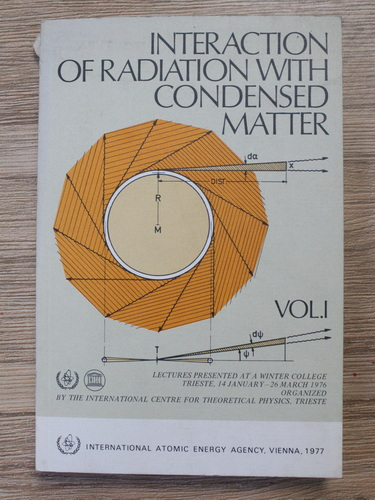 INTERACTION
OF RADIATION WITH
CONDENSED
MATTER
dα
X
DIST
R
M
VOL.I
dψ
T
ψ
LECTURES PRESENTED AT A WINTER COLLEGE
TRIESTE, 14 JANUARY–26 MARCH 1976
ORGANIZED
BY THE INTERNATIONAL CENTRE FOR THEORETICAL PHYSICS, TRIESTE
INTERNATIONAL ATOMIC ENERGY AGENCY, VIENNA, 1977